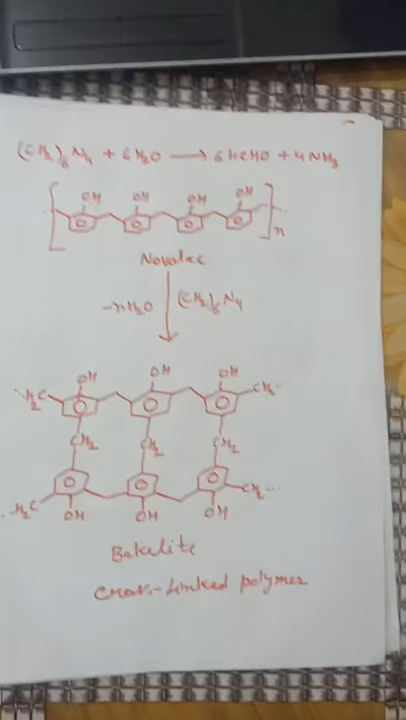 (CH2)6N4 + 6H2O → 6HCHO + 4NH3
OH OH OH OH
n
Novolac
-nH2O (CH2)6N4
OH OH OH
H2C CH2
CH2 CH2 CH2
H2C CH2
OH OH OH
Bakelite
Cross-Linked polymer